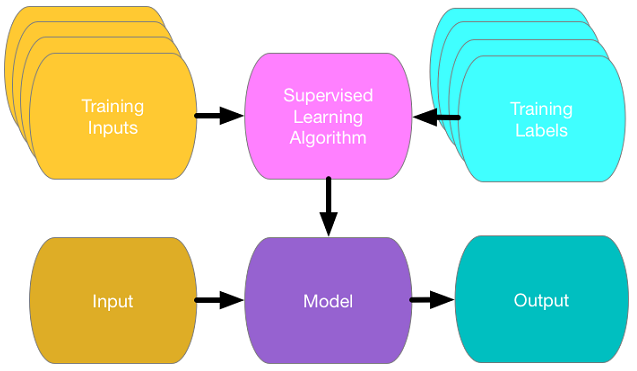 Training
Inputs
Supervised
Learning
Algorithm
Training
Labels
Input
Model
Output